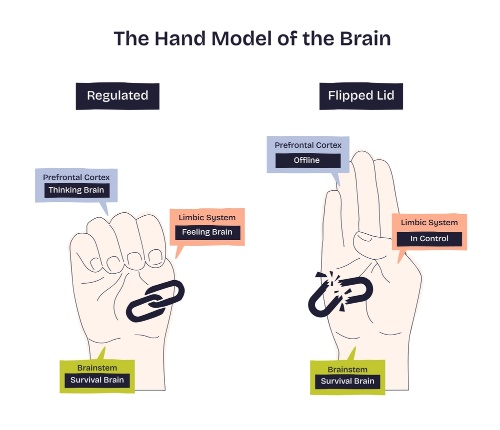 The Hand Model of the Brain
Regulated
Flipped Lid
Prefrontal Cortex
Thinking Brain
Limbic System
Feeling Brain
Brainstem
Survival Brain
Prefrontal Cortex
Offline
Limbic System
In Control
Brainstem
Survival Brain